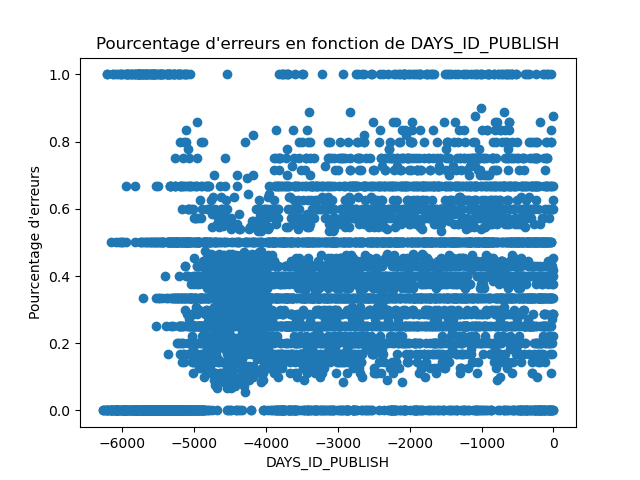 Pourcentage d'erreurs en fonction de DAYS_ID_PUBLISH
1.0
0.8
0.6
0.4
0.2
0.0
Pourcentage d'erreurs
−6000 −5000 −4000 −3000 −2000 −1000 0
DAYS_ID_PUBLISH